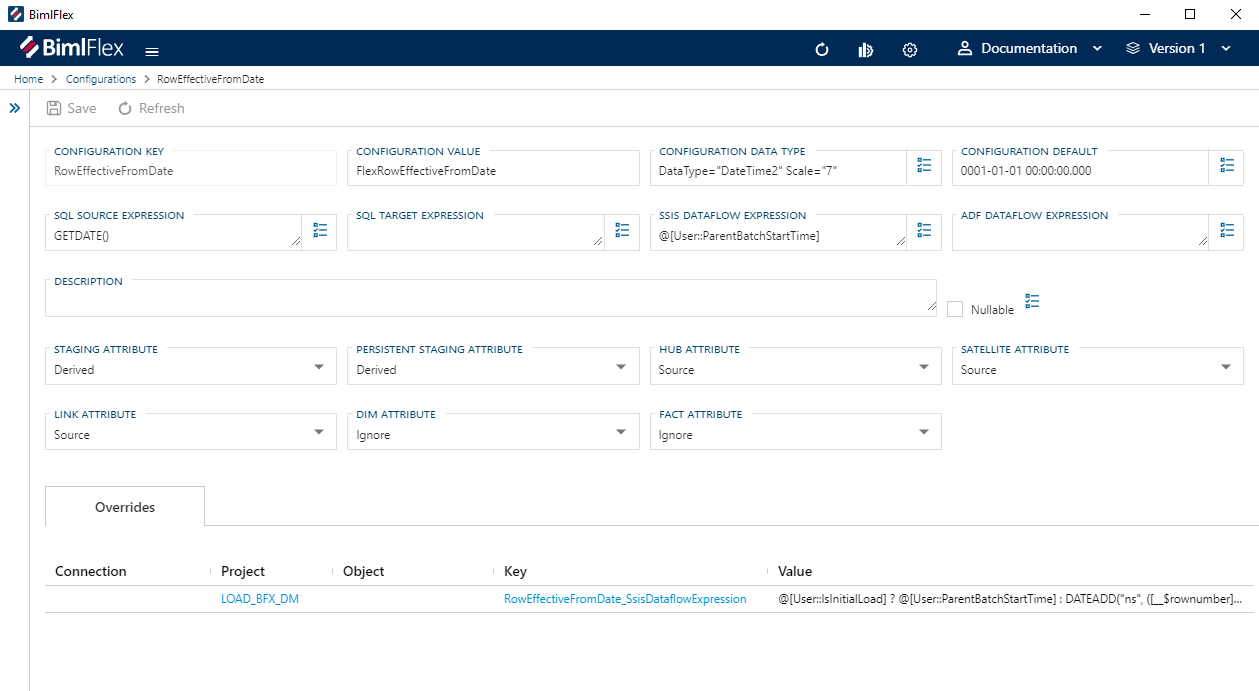 BimlFlex
BimlFlex Documentation Version 1
Home > Configurations > RowEffectiveFromDate
Save Refresh
CONFIGURATION KEY CONFIGURATION VALUE CONFIGURATION DATA TYPE CONFIGURATION DEFAULT
RowEffectiveFromDate FlexRowEffectiveFromDate DataType="DateTime2" Scale="7" 0001-01-01 00:00:00.000
SQL SOURCE EXPRESSION SQL TARGET EXPRESSION SSIS DATAFLOW EXPRESSION ADF DATAFLOW EXPRESSION
GETDATE() @[User::ParentBatchStartTime]
DESCRIPTION
Nullable
STAGING ATTRIBUTE PERSISTENT STAGING ATTRIBUTE HUB ATTRIBUTE SATELLITE ATTRIBUTE
Derived Derived Source Source
LINK ATTRIBUTE DIM ATTRIBUTE FACT ATTRIBUTE
Source Ignore Ignore
Overrides
Connection Project Object Key Value
LOAD_BFX_DM RowEffectiveFromDate_SsisDataflowExpression @[User::IsInitialLoad] ? @[User::ParentBatchStartTime] : DATEADD("ns", ([__$rownumber]...